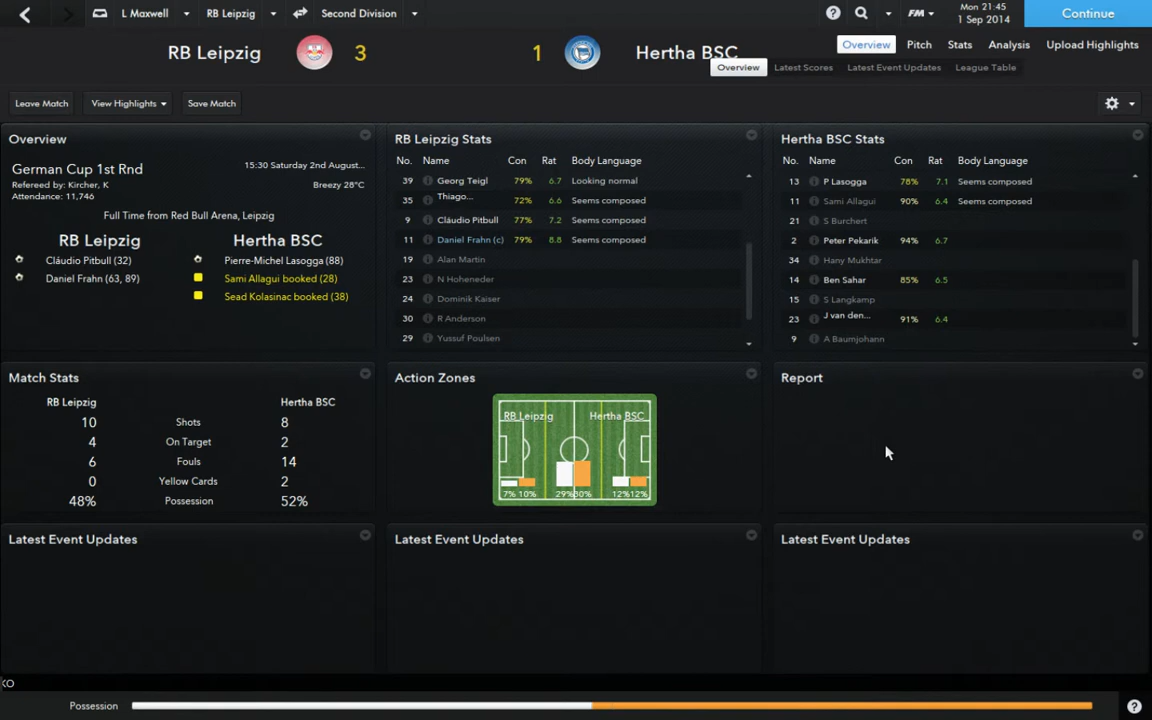 L Maxwell
RB Leipzig
Second Division
FM
Mon 21:45
1 Sep 2014
Continue
RB Leipzig
3
1
Hertha BSC
Overview
Pitch
Stats
Analysis
Upload Highlights
Overview
Latest Scores
Latest Event Updates
League Table
Leave Match
View Highlights
Save Match
Overview
German Cup 1st Rnd
15:30 Saturday 2nd August...
Refereed by: Kircher, K
Breezy 28°C
Attendance: 11,746
Full Time from Red Bull Arena, Leipzig
RB Leipzig
Hertha BSC
Cláudio Pitbull (32)
Pierre-Michel Lasogga (88)
Daniel Frahn (63, 89)
Sami Allagui booked (28)
Sead Kolasinac booked (38)
RB Leipzig Stats
No. Name Con Rat Body Language
39 Georg Teigl 79% 6.7 Looking normal
35 Thiago... 72% 6.6 Seems composed
9 Cláudio Pitbull 77% 7.2 Seems composed
11 Daniel Frahn (c) 79% 8.8 Seems composed
19 Alan Martin
23 N Hoheneder
24 Dominik Kaiser
30 R Anderson
29 Yussuf Poulsen
Hertha BSC Stats
No. Name Con Rat Body Language
13 P Lasogga 78% 7.1 Seems composed
11 Sami Allagui 90% 6.4 Seems composed
21 S Burchert
2 Peter Pekarik 94% 6.7
34 Hany Mukhtar
14 Ben Sahar 85% 6.5
15 S Langkamp
23 J van den... 91% 6.4
9 A Baumjohann
Match Stats
RB Leipzig Hertha BSC
10 Shots 8
4 On Target 2
6 Fouls 14
0 Yellow Cards 2
48% Possession 52%
Action Zones
RB Leipzig Hertha BSC
7% 10% 29% 30% 12% 12%
Report
Latest Event Updates
Latest Event Updates
Latest Event Updates
KO
Possession